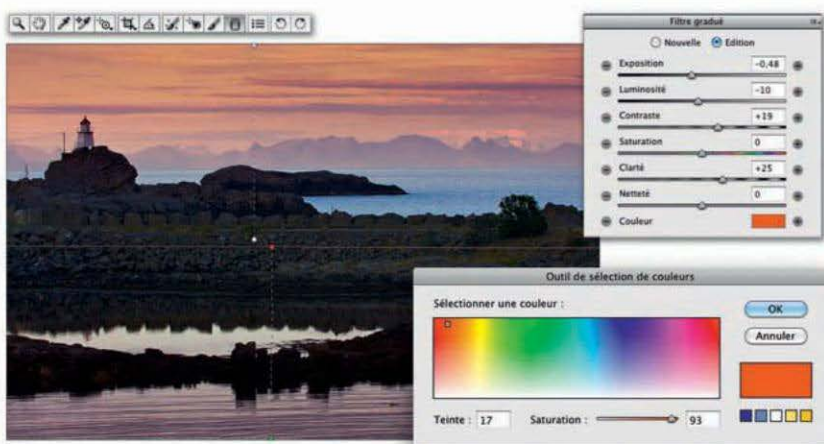 Filtre gradué
Nouvelle Edition
Exposition -0,48
Luminosité -10
Contraste +19
Saturation 0
Clarté +25
Netteté 0
Couleur
Outil de sélection de couleurs
Sélectionner une couleur :
OK
Annuler
Teinte : 17 Saturation : 93